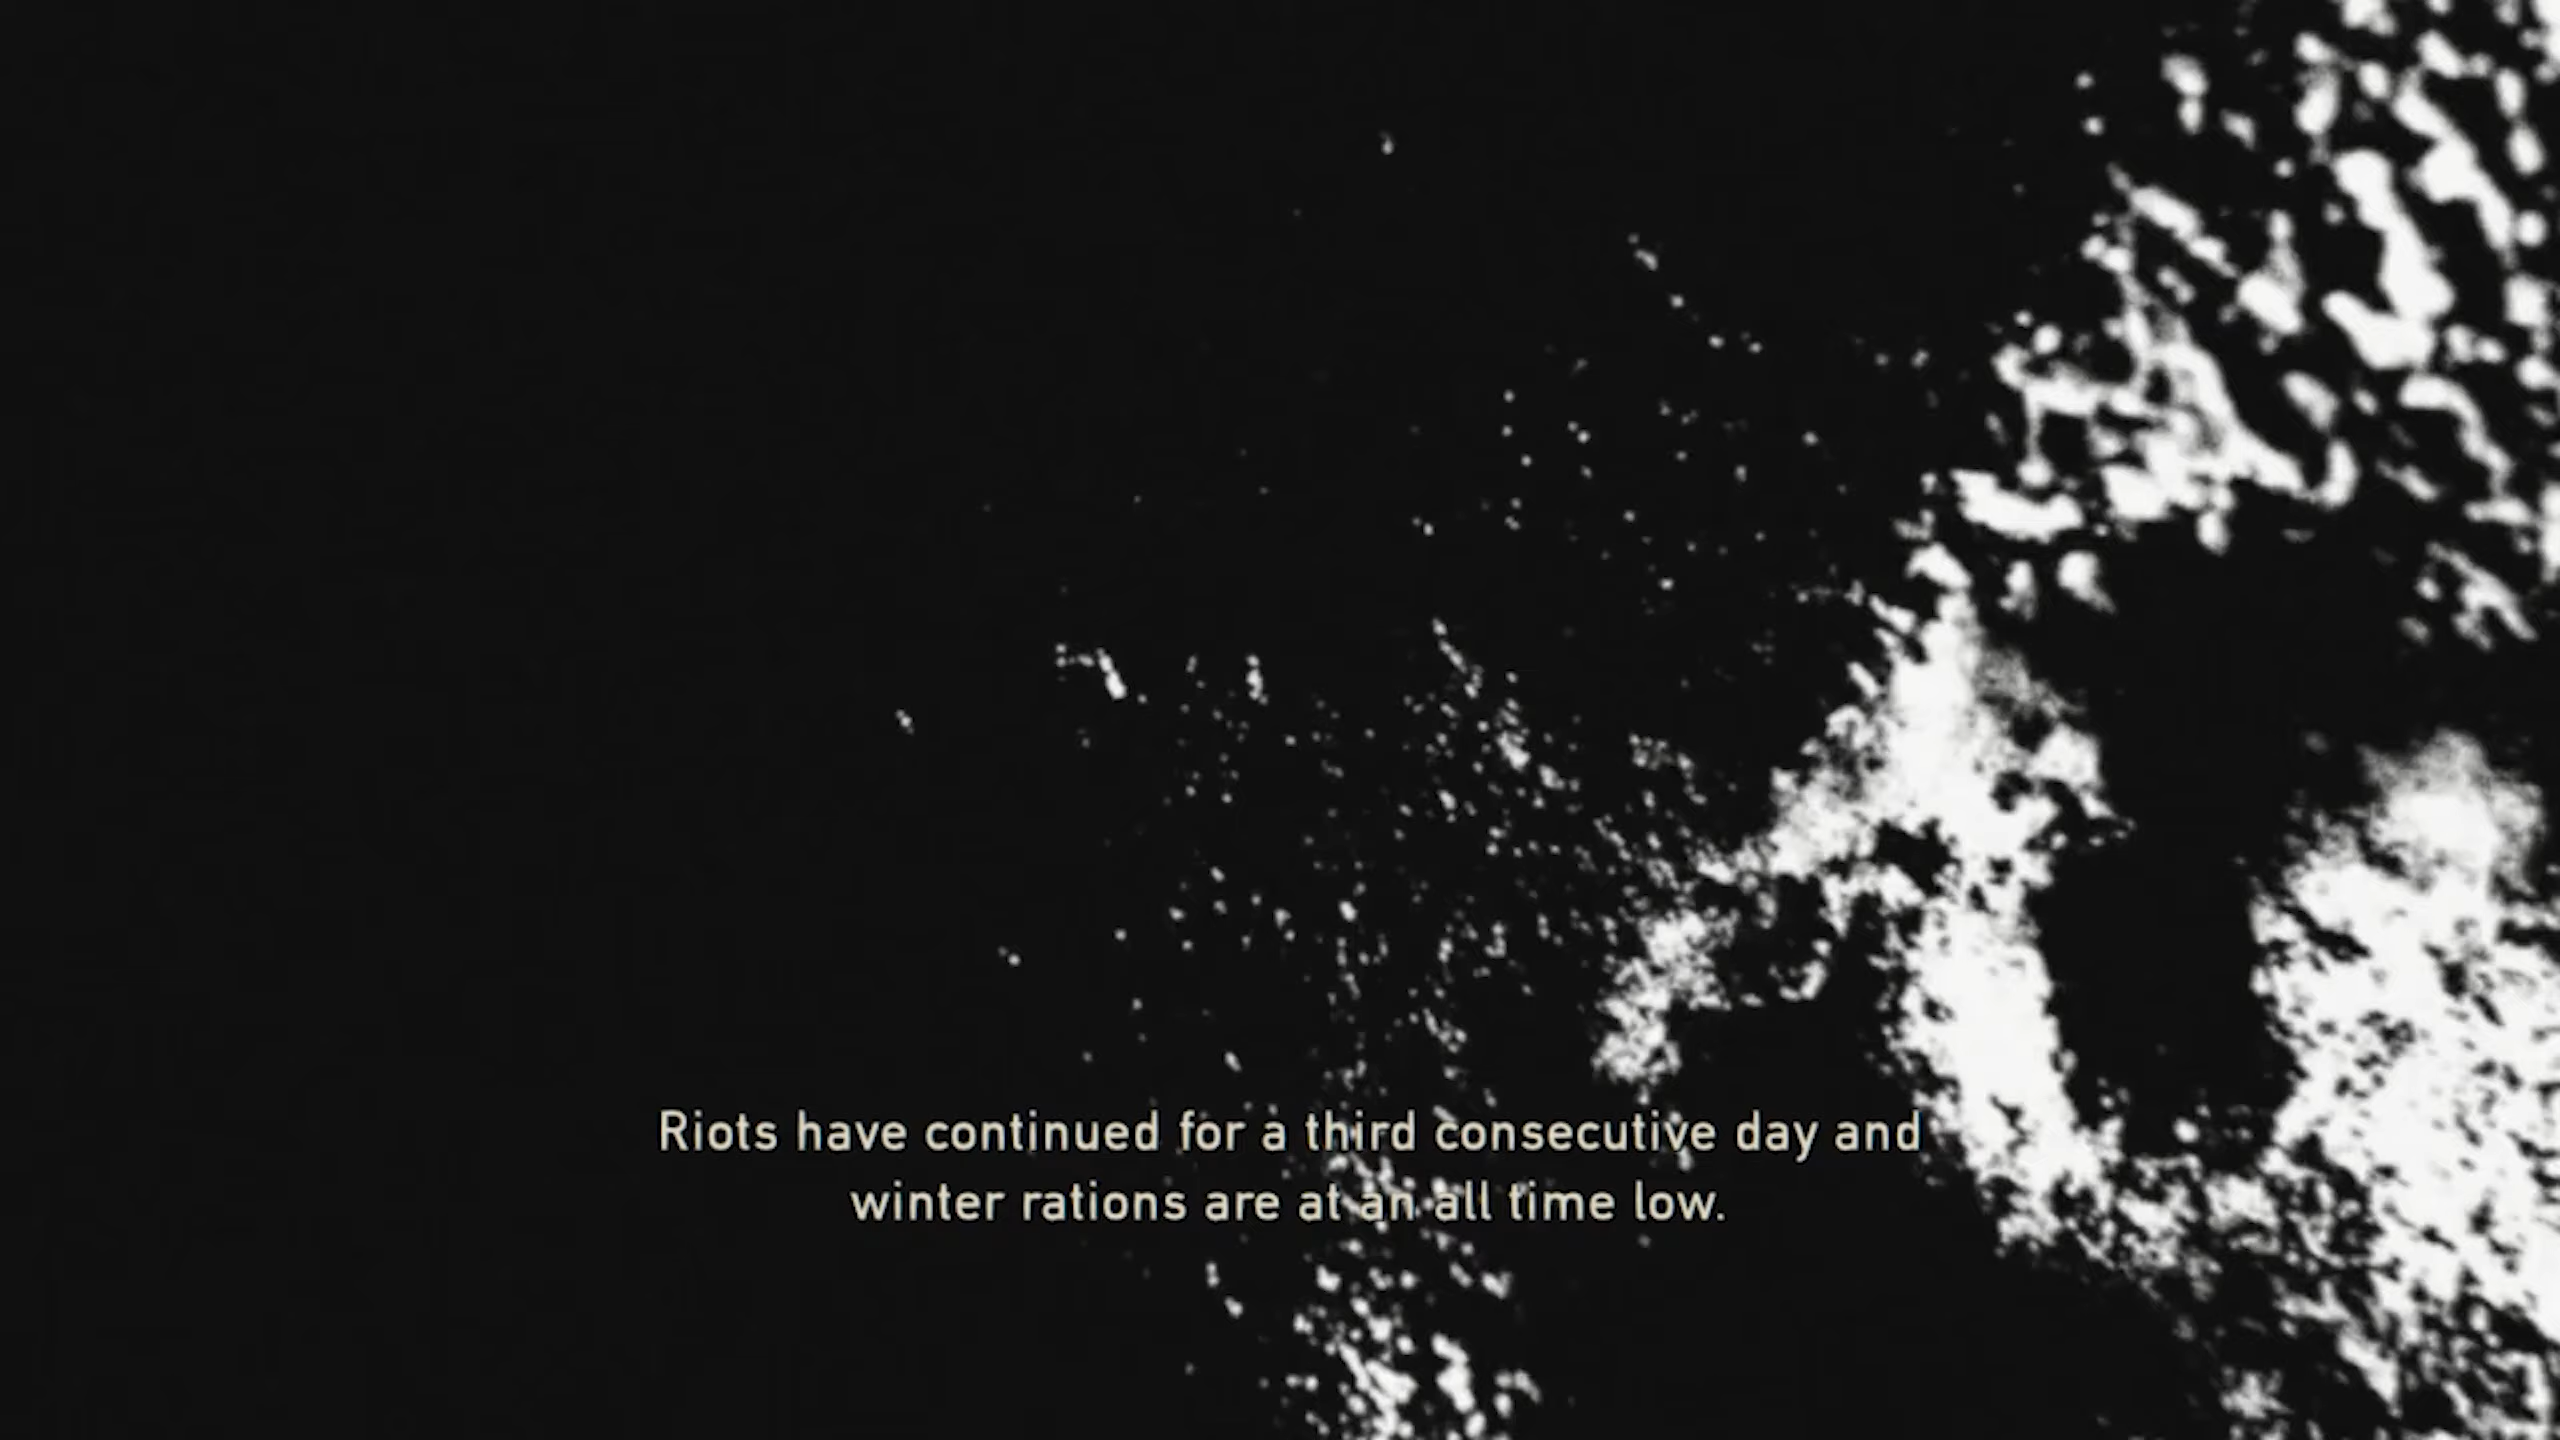 Riots have continued for a third consecutive day and
winter rations are at an all time low.